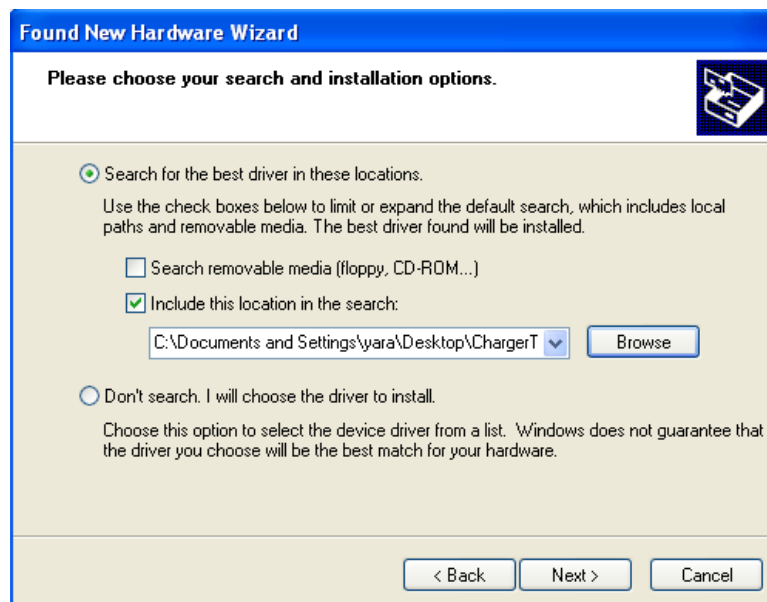 Found New Hardware Wizard
Please choose your search and installation options.
Search for the best driver in these locations.
Use the check boxes below to limit or expand the default search, which includes local
paths and removable media. The best driver found will be installed.
Search removable media (floppy, CD-ROM...)
Include this location in the search:
C:\Documents and Settings\yara\Desktop\ChargerT
Browse
Don't search. I will choose the driver to install.
Choose this option to select the device driver from a list.  Windows does not guarantee that
the driver you choose will be the best match for your hardware.
< Back
Next >
Cancel